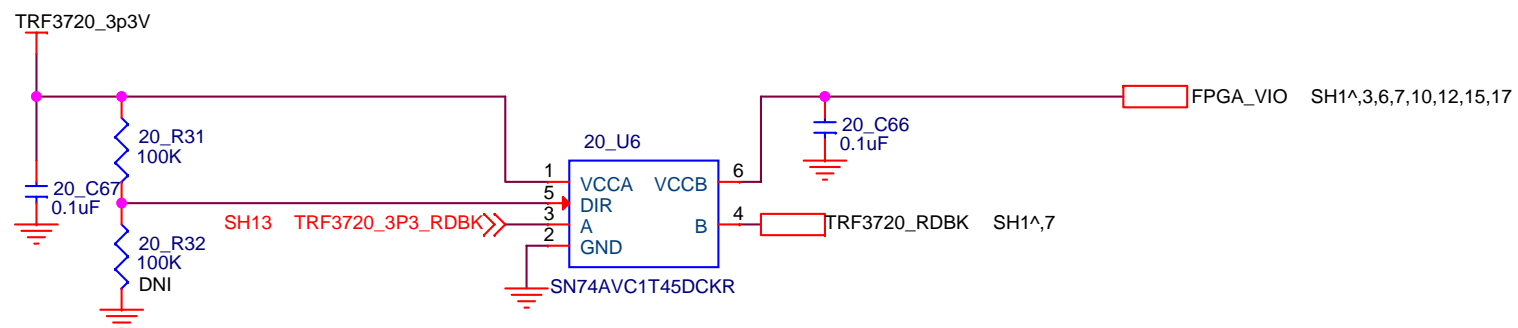 TRF3720_3p3V
FPGA_VIO SH1^,3,6,7,10,12,15,17
20_R31
100K
20_C66
0.1uF
20_U6
1 VCCA VCCB 6
20_C67
0.1uF
5 DIR
SH13 TRF3720_3P3_RDBK 3 A B 4 TRF3720_RDBK SH1^,7
2 GND
20_R32
100K
DNI
SN74AVC1T45DCKR